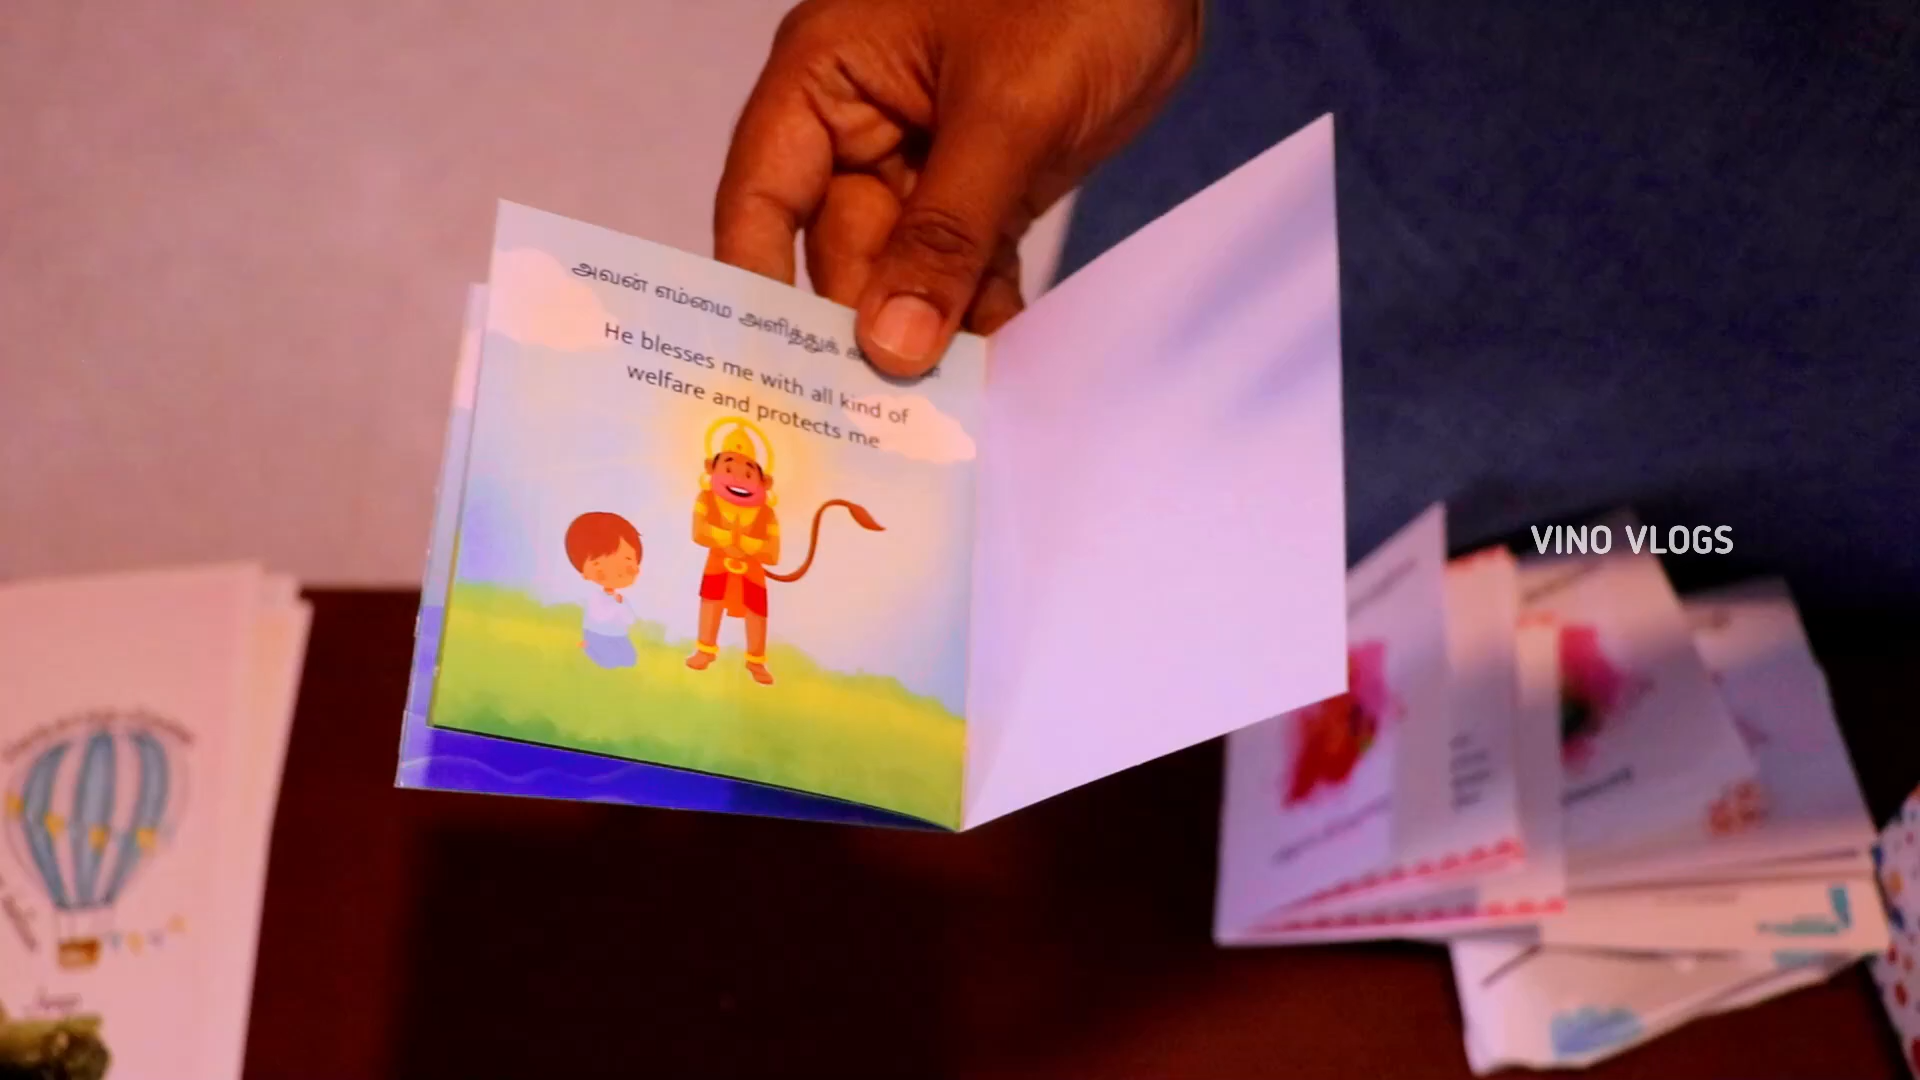 அவன் எம்மை அளித்துக்
He blesses me with all kind of
welfare and protects me
VINO VLOGS